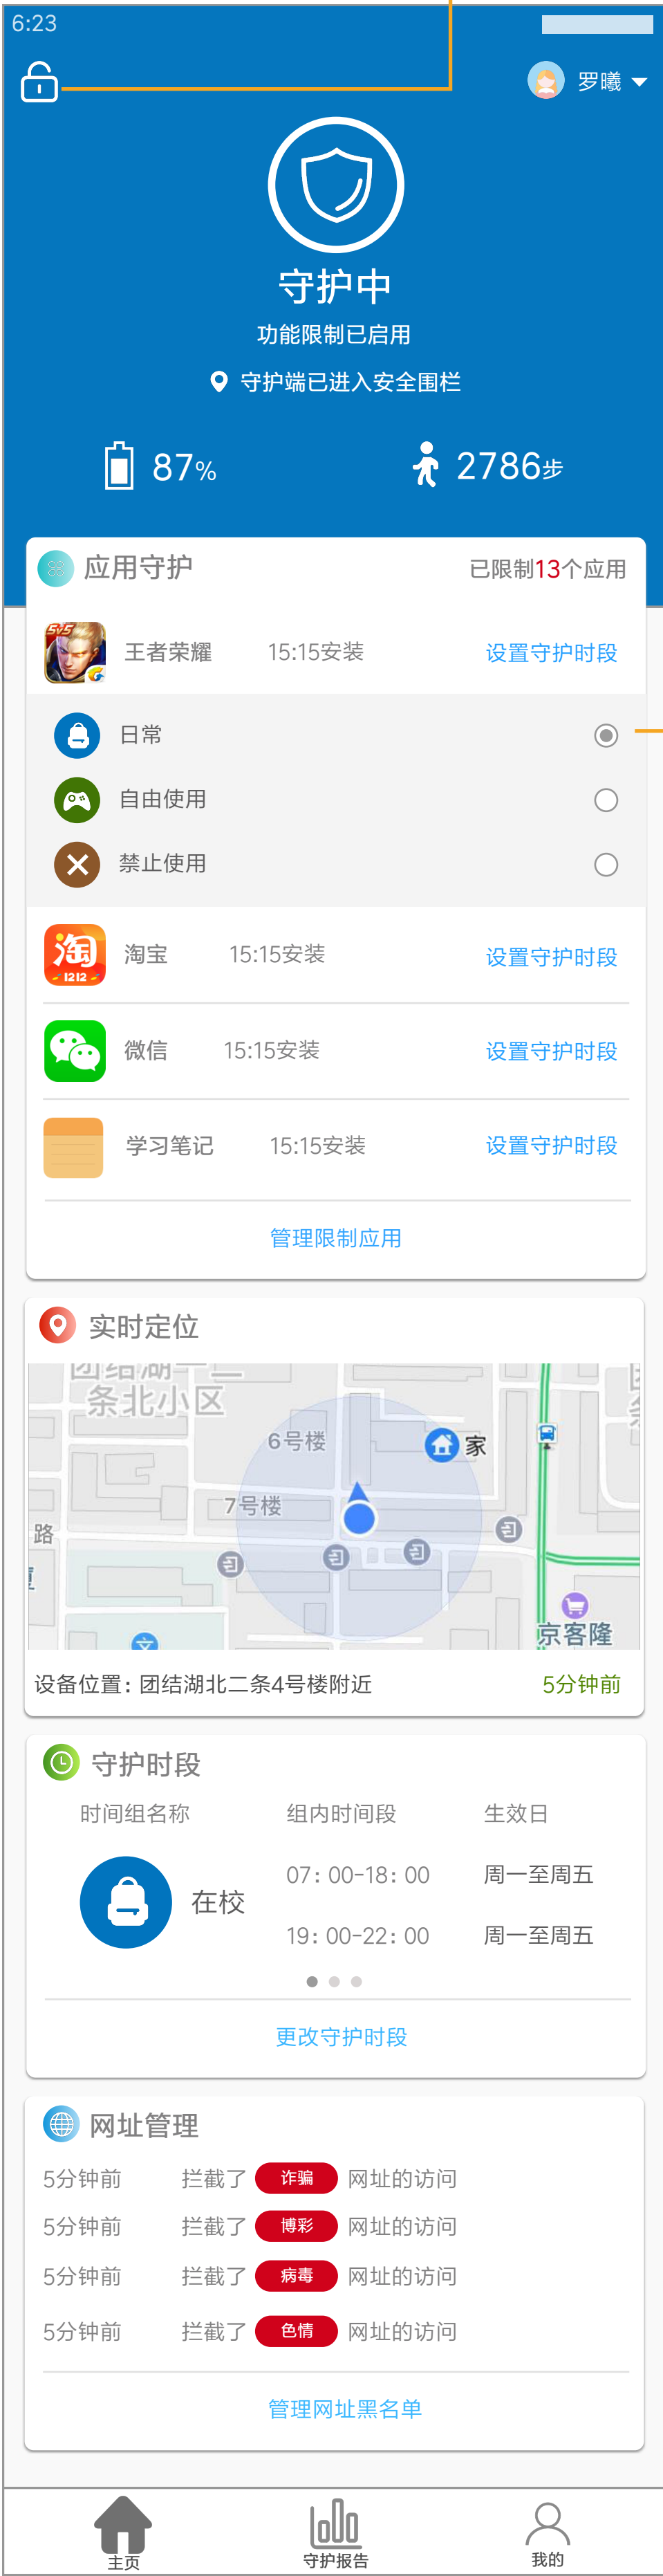 6:23
罗曦
守护中
功能限制已启用
守护端已进入安全围栏
87% 2786步
应用守护 已限制13个应用
5v5
王者荣耀 15:15安装 设置守护时段
日常
自由使用
禁止使用
淘
1212
淘宝 15:15安装 设置守护时段
微信 15:15安装 设置守护时段
学习笔记 15:15安装 设置守护时段
管理限制应用
实时定位
条北小区
6号楼
家
7号楼
路
文
京客隆
设备位置：团结湖北二条4号楼附近 5分钟前
守护时段
时间组名称 组内时间段 生效日
在校
07：00-18：00 周一至周五
19：00-22：00 周一至周五
更改守护时段
网址管理
5分钟前 拦截了 诈骗 网址的访问
5分钟前 拦截了 博彩 网址的访问
5分钟前 拦截了 病毒 网址的访问
5分钟前 拦截了 色情 网址的访问
管理网址黑名单
主页 守护报告 我的